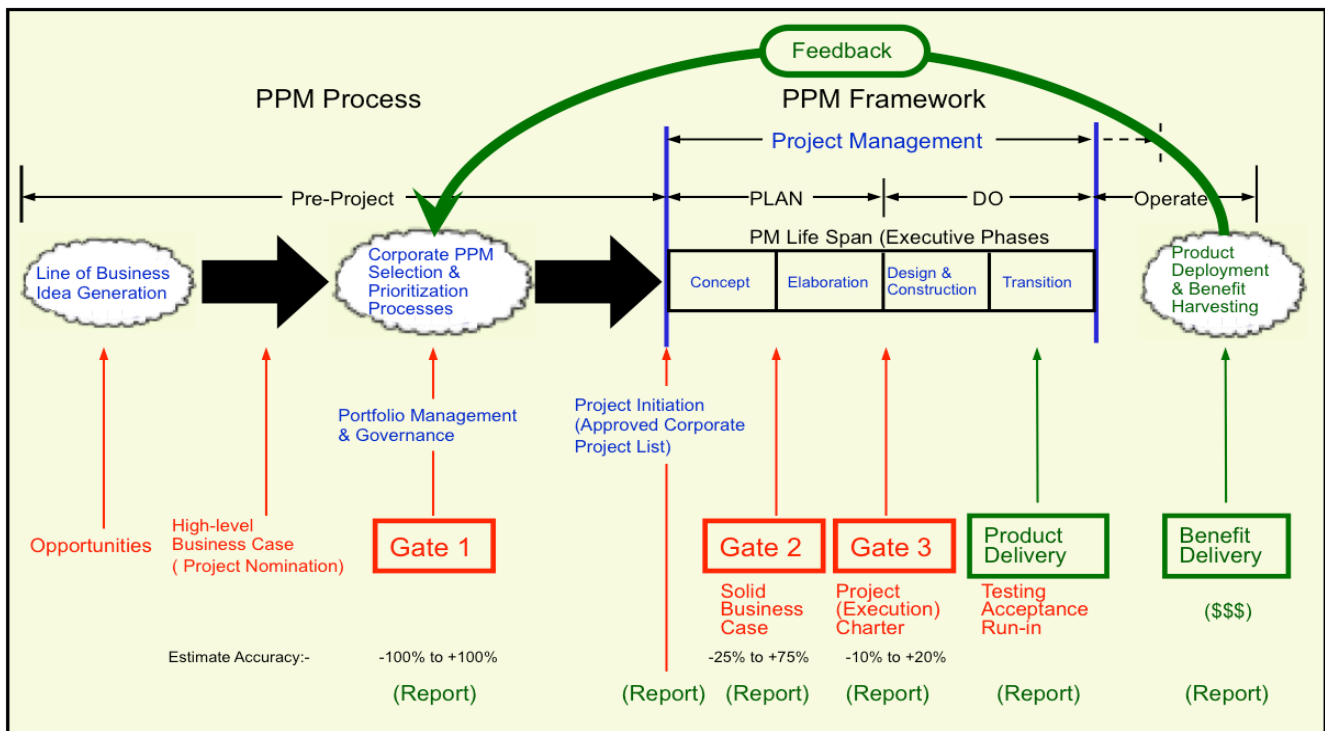 Feedback
PPM Process
PPM Framework
Project Management
Pre-Project
PLAN
DO
Operate
PM Life Span (Executive Phases
Line of Business
Idea Generation
Corporate PPM
Selection &
Prioritization
Processes
Concept
Elaboration
Design &
Construction
Transition
Product
Deployment
& Benefit
Harvesting
Portfolio Management
& Governance
Project Initiation
(Approved Corporate
Project List)
Opportunities
High-level
Business Case
( Project Nomination)
Gate 1
Gate 2
Gate 3
Product
Delivery
Benefit
Delivery
Solid
Business
Case
Project
(Execution)
Charter
Testing
Acceptance
Run-in
($$$)
Estimate Accuracy:-
-100% to +100%
-25% to +75%
-10% to +20%
(Report)
(Report)
(Report)
(Report)
(Report)
(Report)